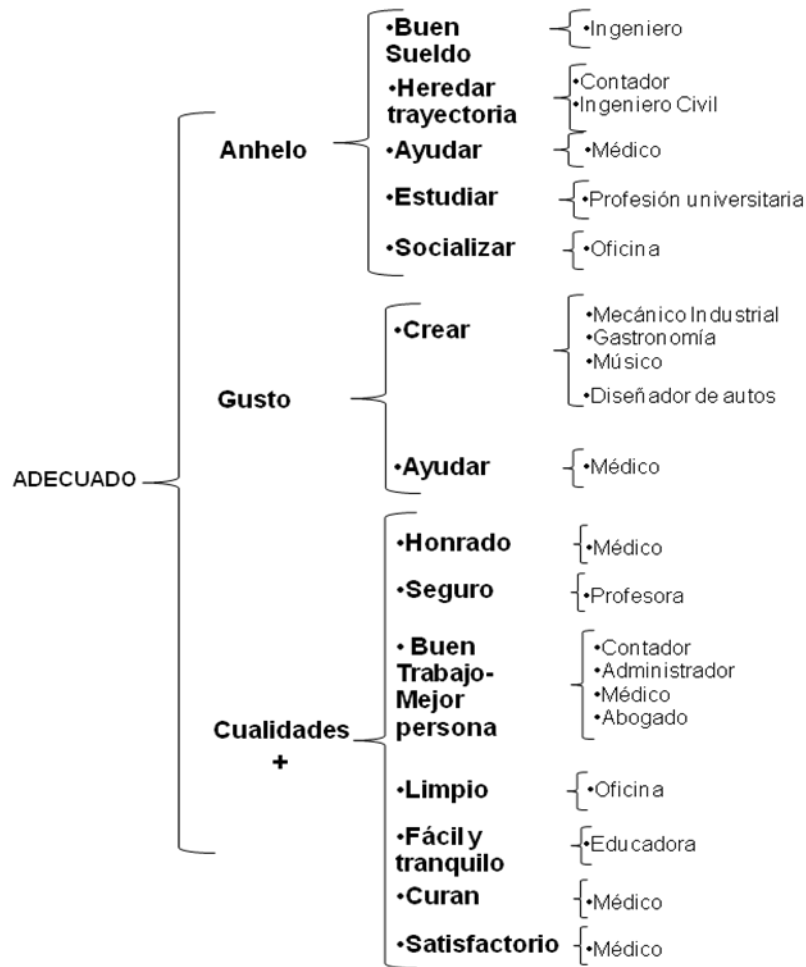 ADECUADO
Anhelo
•Buen
Sueldo
•Ingeniero
•Heredar
trayectoria
•Contador
•Ingeniero Civil
•Ayudar
•Médico
•Estudiar
•Profesión universitaria
•Socializar
•Oficina
Gusto
•Crear
•Mecánico Industrial
•Gastronomía
•Músico
•Diseñador de autos
•Ayudar
•Médico
Cualidades
+
•Honrado
•Médico
•Seguro
•Profesora
• Buen
Trabajo-
Mejor
persona
•Contador
•Administrador
•Médico
•Abogado
•Limpio
•Oficina
•Fácil y
tranquilo
•Educadora
•Curan
•Médico
•Satisfactorio
•Médico